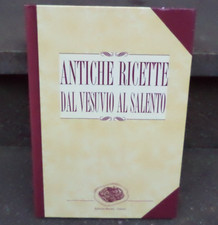 ANTICHE RICETTE
DAL VESUVIO AL SALENTO